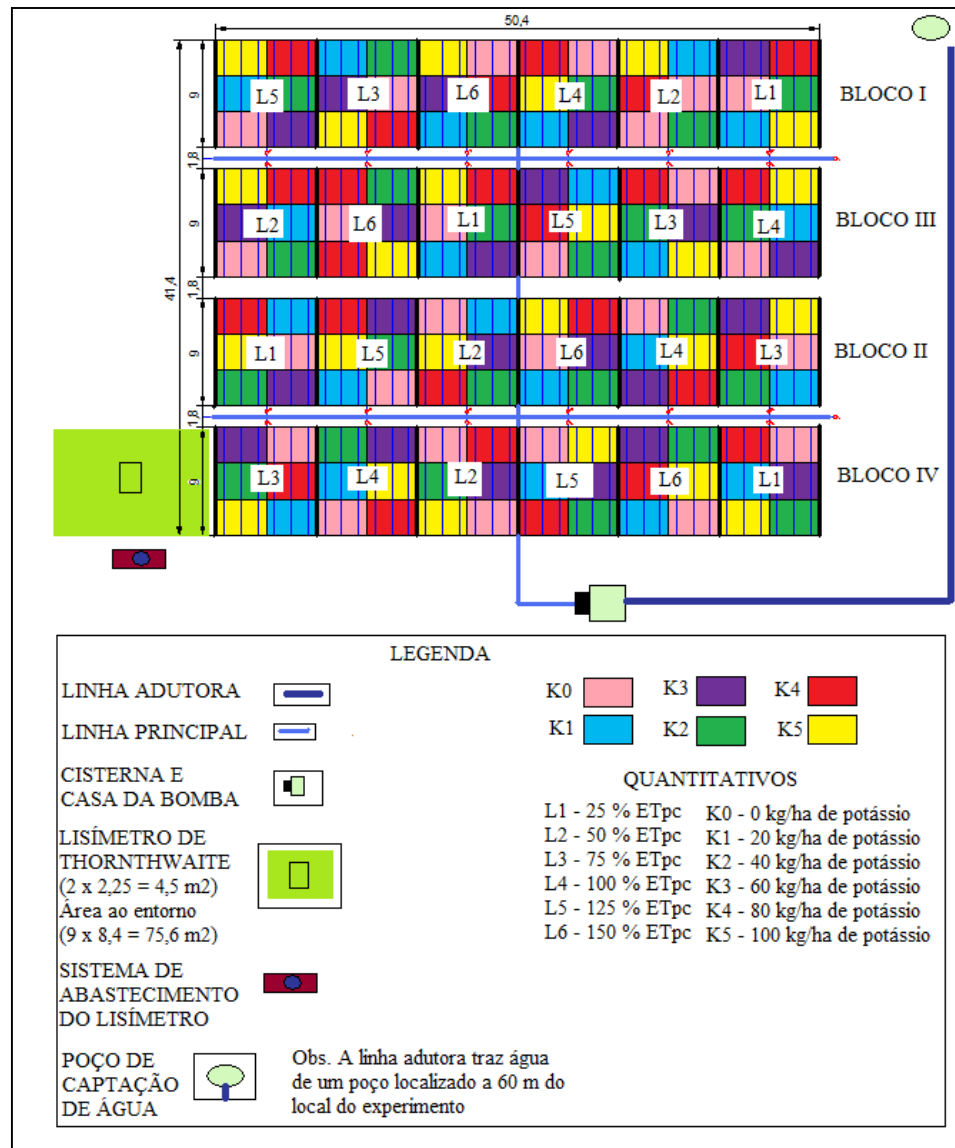 50,4
41,4
9
L5
L3
L6
L4
L2
L1
BLOCO I
1,8
9
L2
L6
L1
L5
L3
L4
BLOCO III
1,8
9
L1
L5
L2
L6
L4
L3
BLOCO II
1,8
9
L3
L4
L2
L5
L6
L1
BLOCO IV
LEGENDA
LINHA ADUTORA
LINHA PRINCIPAL
CISTERNA E
CASA DA BOMBA
LISÍMETRO DE
THORNTHWAITE
(2 x 2,25 = 4,5 m2)
Área ao entorno
(9 x 8,4 = 75,6 m2)
SISTEMA DE
ABASTECIMENTO
DO LISÍMETRO
POÇO DE
CAPTAÇÃO
DE ÁGUA
K0 K3 K4
K1 K2 K5
QUANTITATIVOS
L1 - 25 % ETpc K0 - 0 kg/ha de potássio
L2 - 50 % ETpc K1 - 20 kg/ha de potássio
L3 - 75 % ETpc K2 - 40 kg/ha de potássio
L4 - 100 % ETpc K3 - 60 kg/ha de potássio
L5 - 125 % ETpc K4 - 80 kg/ha de potássio
L6 - 150 % ETpc K5 - 100 kg/ha de potássio
Obs. A linha adutora traz água
de um poço localizado a 60 m do
local do experimento